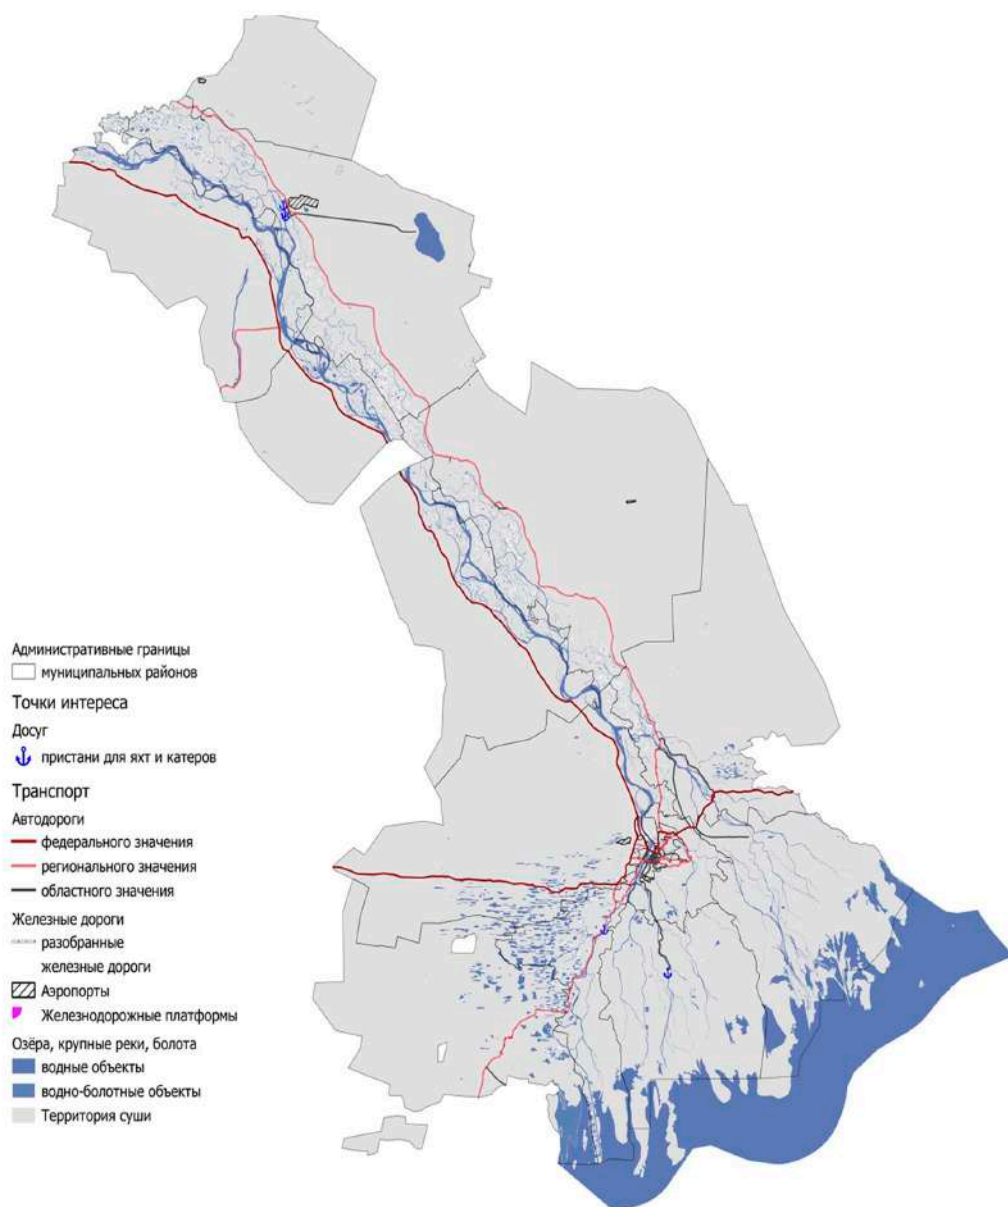 Административные границы
муниципальных районов
Точки интереса
Досуг
пристани для яхт и катеров
Транспорт
Автодороги
федерального значения
регионального значения
областного значения
Железные дороги
разобранные
железные дороги
Аэропорты
Железнодорожные платформы
Озёра, крупные реки, болота
водные объекты
водно-болотные объекты
Территория суши